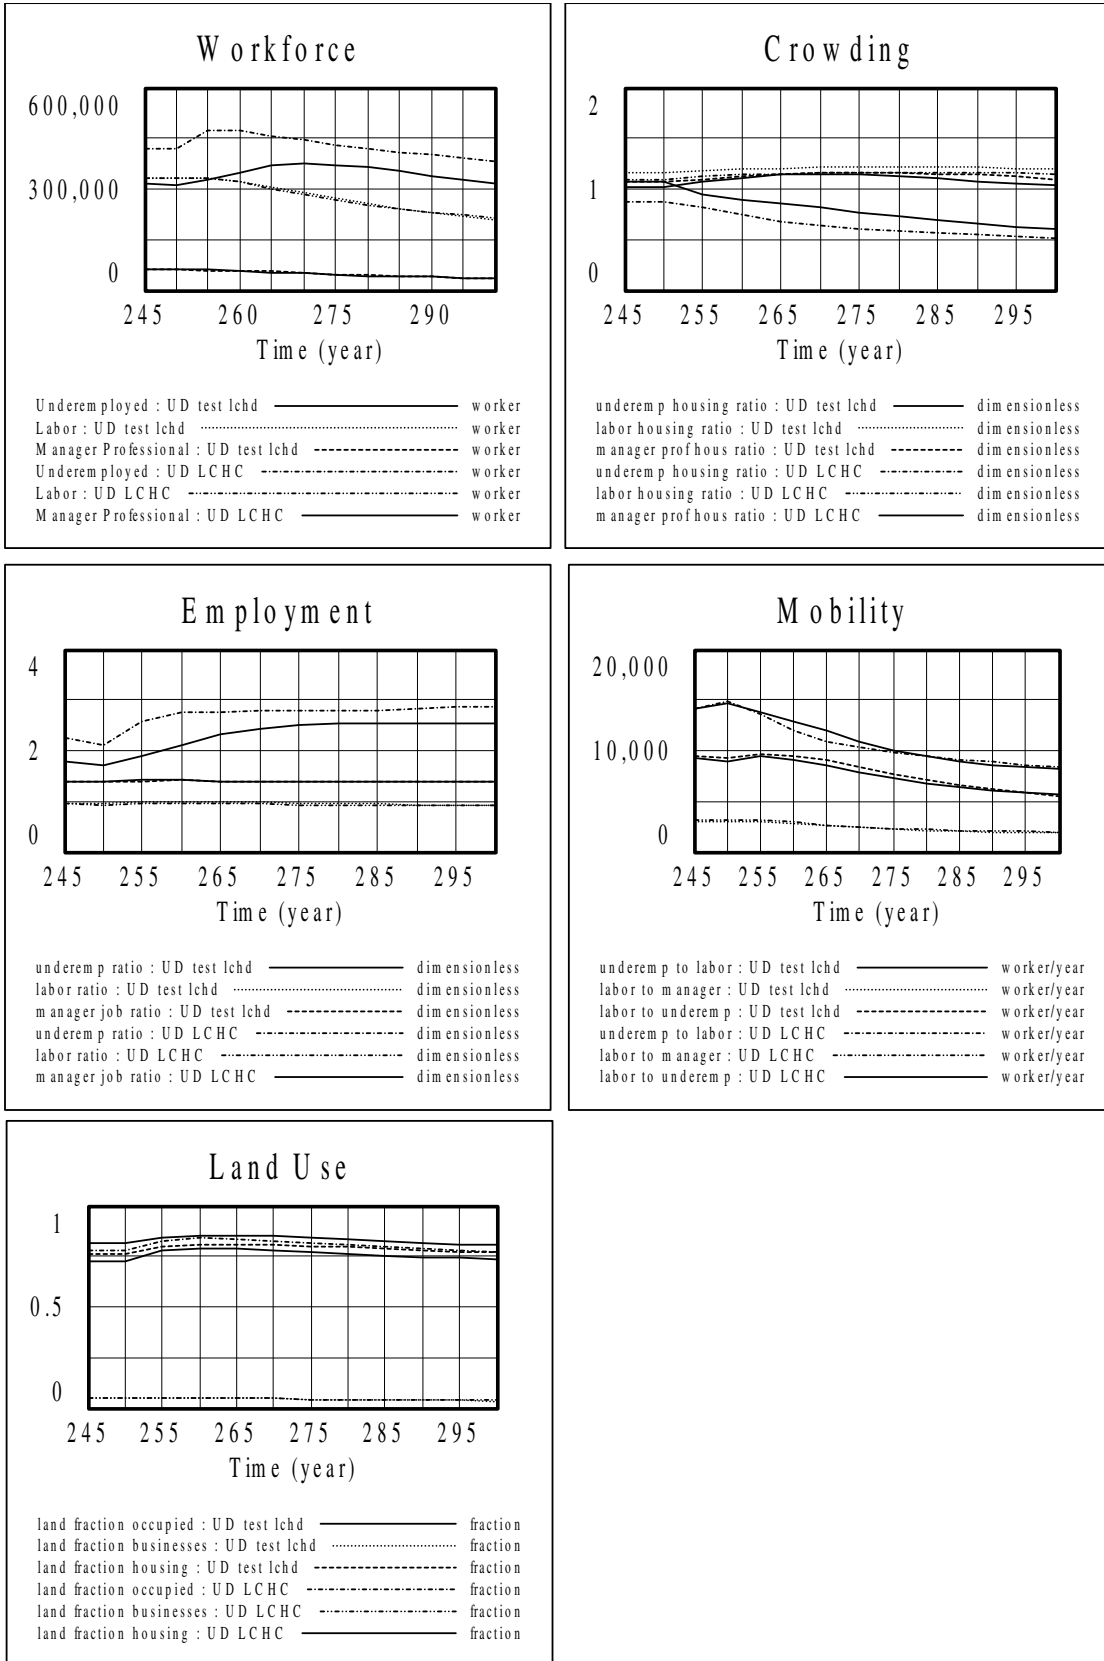 Workforce
600,000
300,000
0
245 260 275 290
Time (year)
Underemployed : UD test lchd worker
Labor : UD test lchd worker
Manager Professional : UD test lchd worker
Underemployed : UD LCHC worker
Labor : UD LCHC worker
Manager Professional : UD LCHC worker
Crowding
2
1
0
245 255 265 275 285 295
Time (year)
underemp housing ratio : UD test lchd dimensionless
labor housing ratio : UD test lchd dimensionless
manager prof hous ratio : UD test lchd dimensionless
underemp housing ratio : UD LCHC dimensionless
labor housing ratio : UD LCHC dimensionless
manager prof hous ratio : UD LCHC dimensionless
Employment
4
2
0
245 255 265 275 285 295
Time (year)
underemp ratio : UD test lchd dimensionless
labor ratio : UD test lchd dimensionless
manager job ratio : UD test lchd dimensionless
underemp ratio : UD LCHC dimensionless
labor ratio : UD LCHC dimensionless
manager job ratio : UD LCHC dimensionless
Mobility
20,000
10,000
0
245 255 265 275 285 295
Time (year)
underemp to labor : UD test lchd worker/year
labor to manager : UD test lchd worker/year
labor to underemp : UD test lchd worker/year
underemp to labor : UD LCHC worker/year
labor to manager : UD LCHC worker/year
labor to underemp : UD LCHC worker/year
Land Use
1
0.5
0
245 255 265 275 285 295
Time (year)
land fraction occupied : UD test lchd fraction
land fraction businesses : UD test lchd fraction
land fraction housing : UD test lchd fraction
land fraction occupied : UD LCHC fraction
land fraction businesses : UD LCHC fraction
land fraction housing : UD LCHC fraction